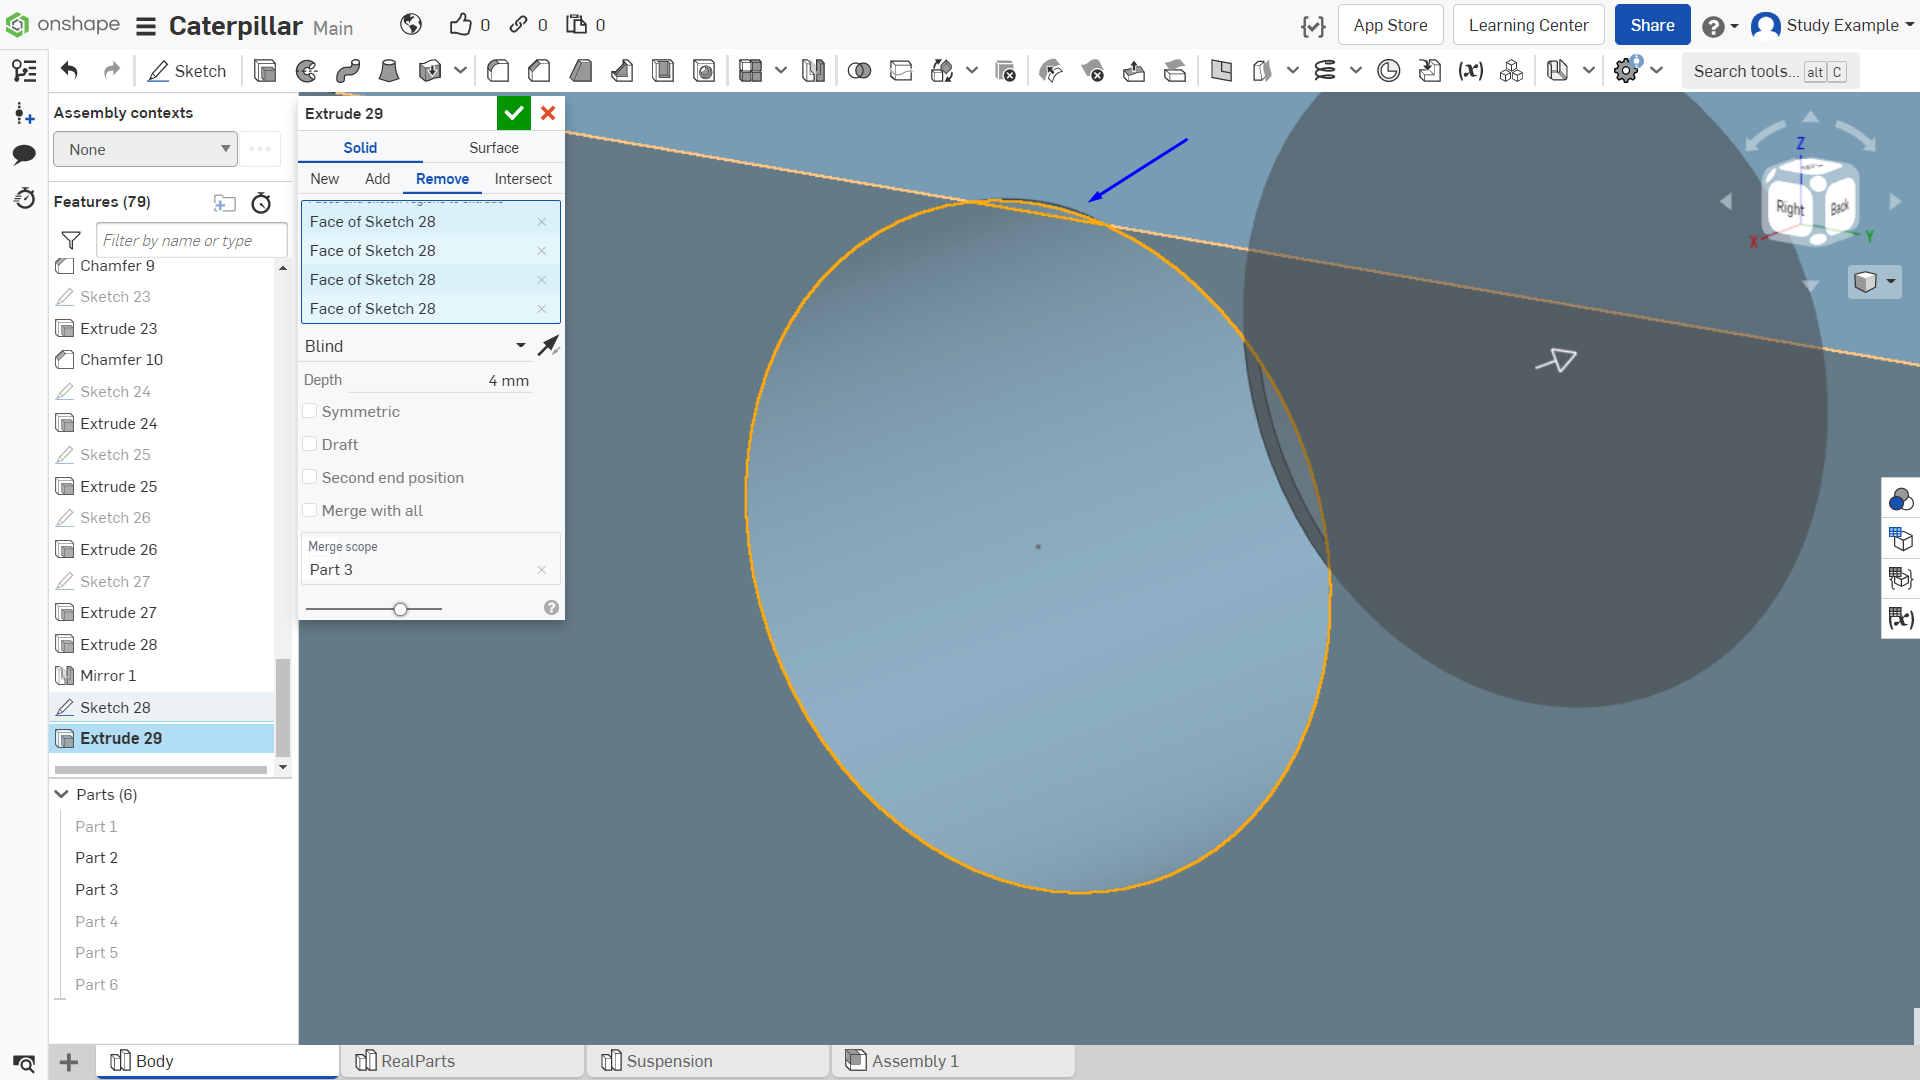 onshape Caterpillar Main 0 0 0 App Store Learning Center Share Study Example
Sketch Search tools... alt C
Assembly contexts
None
Features (79)
Filter by name or type
Chamfer 9
Sketch 23
Extrude 23
Chamfer 10
Sketch 24
Extrude 24
Sketch 25
Extrude 25
Sketch 26
Extrude 26
Sketch 27
Extrude 27
Extrude 28
Mirror 1
Sketch 28
Extrude 29
Parts (6)
Part 1
Part 2
Part 3
Part 4
Part 5
Part 6
Extrude 29
Solid Surface
New Add Remove Intersect
Faces and sketch regions to extrude
Face of Sketch 28
Face of Sketch 28
Face of Sketch 28
Face of Sketch 28
Blind
Depth 4 mm
Symmetric
Draft
Second end position
Merge with all
Merge scope
Part 3
Z
Right Back
X Y
Body RealParts Suspension Assembly 1